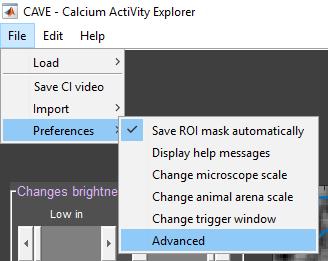 CAVE - Calcium ActiVity Explorer
File Edit Help
Load
Save CI video
Import
Preferences
Save ROI mask automatically
Display help messages
Change microscope scale
Change animal arena scale
Change trigger window
Advanced
Changes brightne
Low in